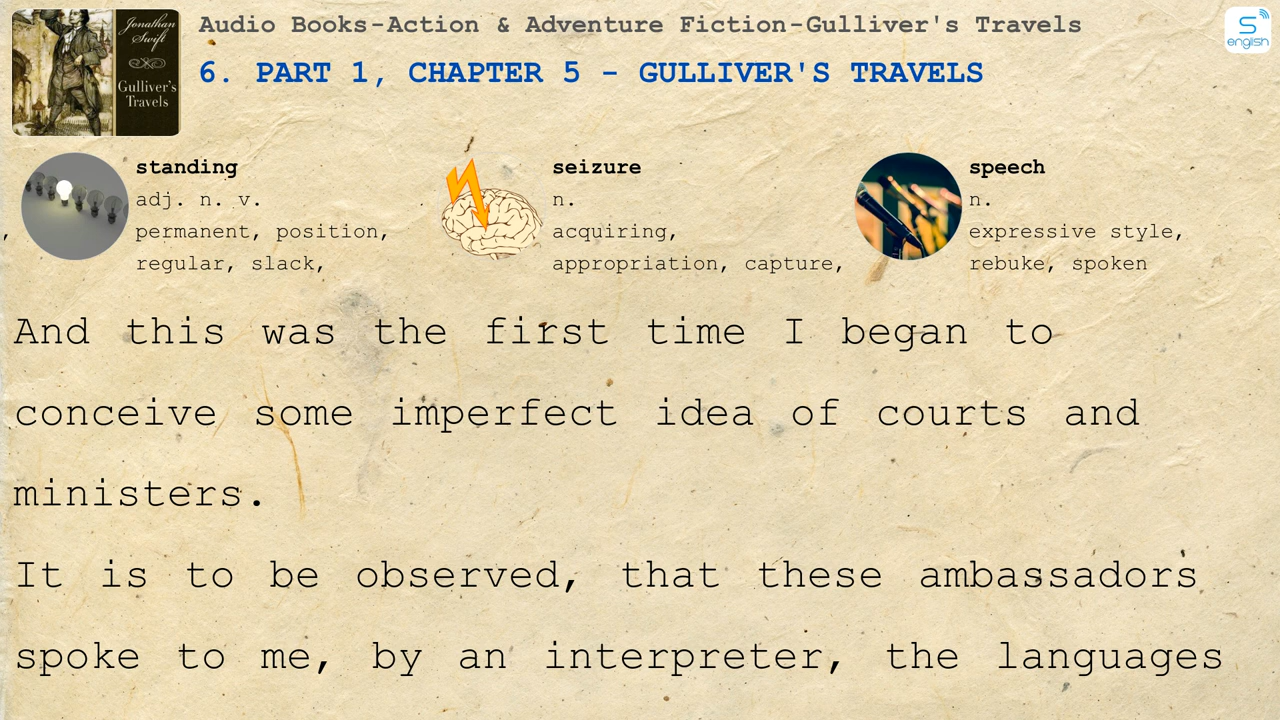 Audio Books-Action & Adventure Fiction-Gulliver's Travels
6. PART 1, CHAPTER 5 - GULLIVER'S TRAVELS
Jonathan
Swift
Gulliver's
Travels
S
english
standing
adj. n. v.
permanent, position,
regular, slack,
seizure
n.
acquiring,
appropriation, capture,
speech
n.
expressive style,
rebuke, spoken
,
And this was the first time I began to
conceive some imperfect idea of courts and
ministers.
It is to be observed, that these ambassadors
spoke to me, by an interpreter, the languages